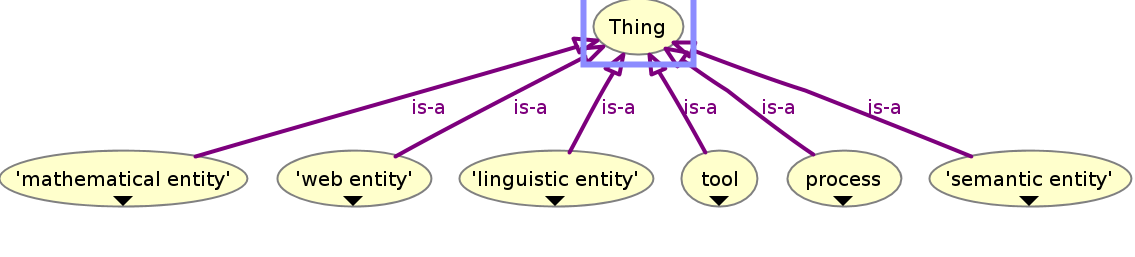 Thing
is-a is-a is-a is-a is-a is-a
'mathematical entity' 'web entity' 'linguistic entity' tool process 'semantic entity'